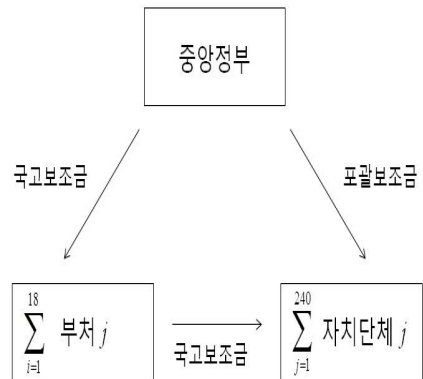 중앙정부
국고보조금
포괄보조금
18
∑ 부처 j
i=1
국고보조금
240
∑ 자치단체 j
j=1